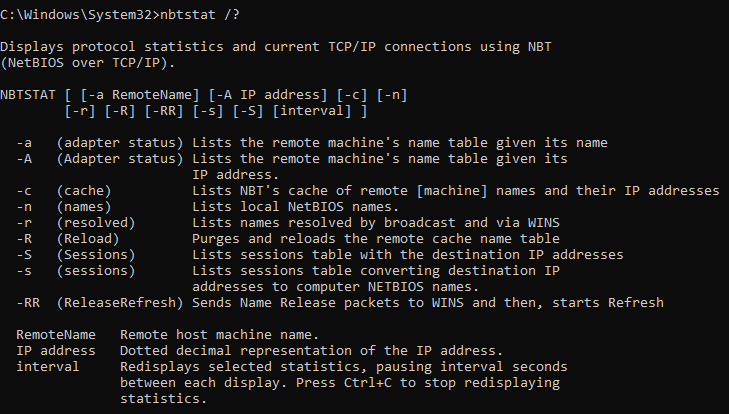 C:\Windows\System32>nbtstat /?
Displays protocol statistics and current TCP/IP connections using NBT
(NetBIOS over TCP/IP).
NBTSTAT [ [-a RemoteName] [-A IP address] [-c] [-n]
        [-r] [-R] [-RR] [-s] [-S] [interval] ]
  -a   (adapter status) Lists the remote machine's name table given its name
  -A   (Adapter status) Lists the remote machine's name table given its
                        IP address.
  -c   (cache)          Lists NBT's cache of remote [machine] names and their IP addresses
  -n   (names)          Lists local NetBIOS names.
  -r   (resolved)       Lists names resolved by broadcast and via WINS
  -R   (Reload)         Purges and reloads the remote cache name table
  -S   (Sessions)       Lists sessions table with the destination IP addresses
  -s   (sessions)       Lists sessions table converting destination IP
                        addresses to computer NETBIOS names.
  -RR  (ReleaseRefresh) Sends Name Release packets to WINS and then, starts Refresh
  RemoteName   Remote host machine name.
  IP address   Dotted decimal representation of the IP address.
  interval     Redisplays selected statistics, pausing interval seconds
               between each display. Press Ctrl+C to stop redisplaying
               statistics.